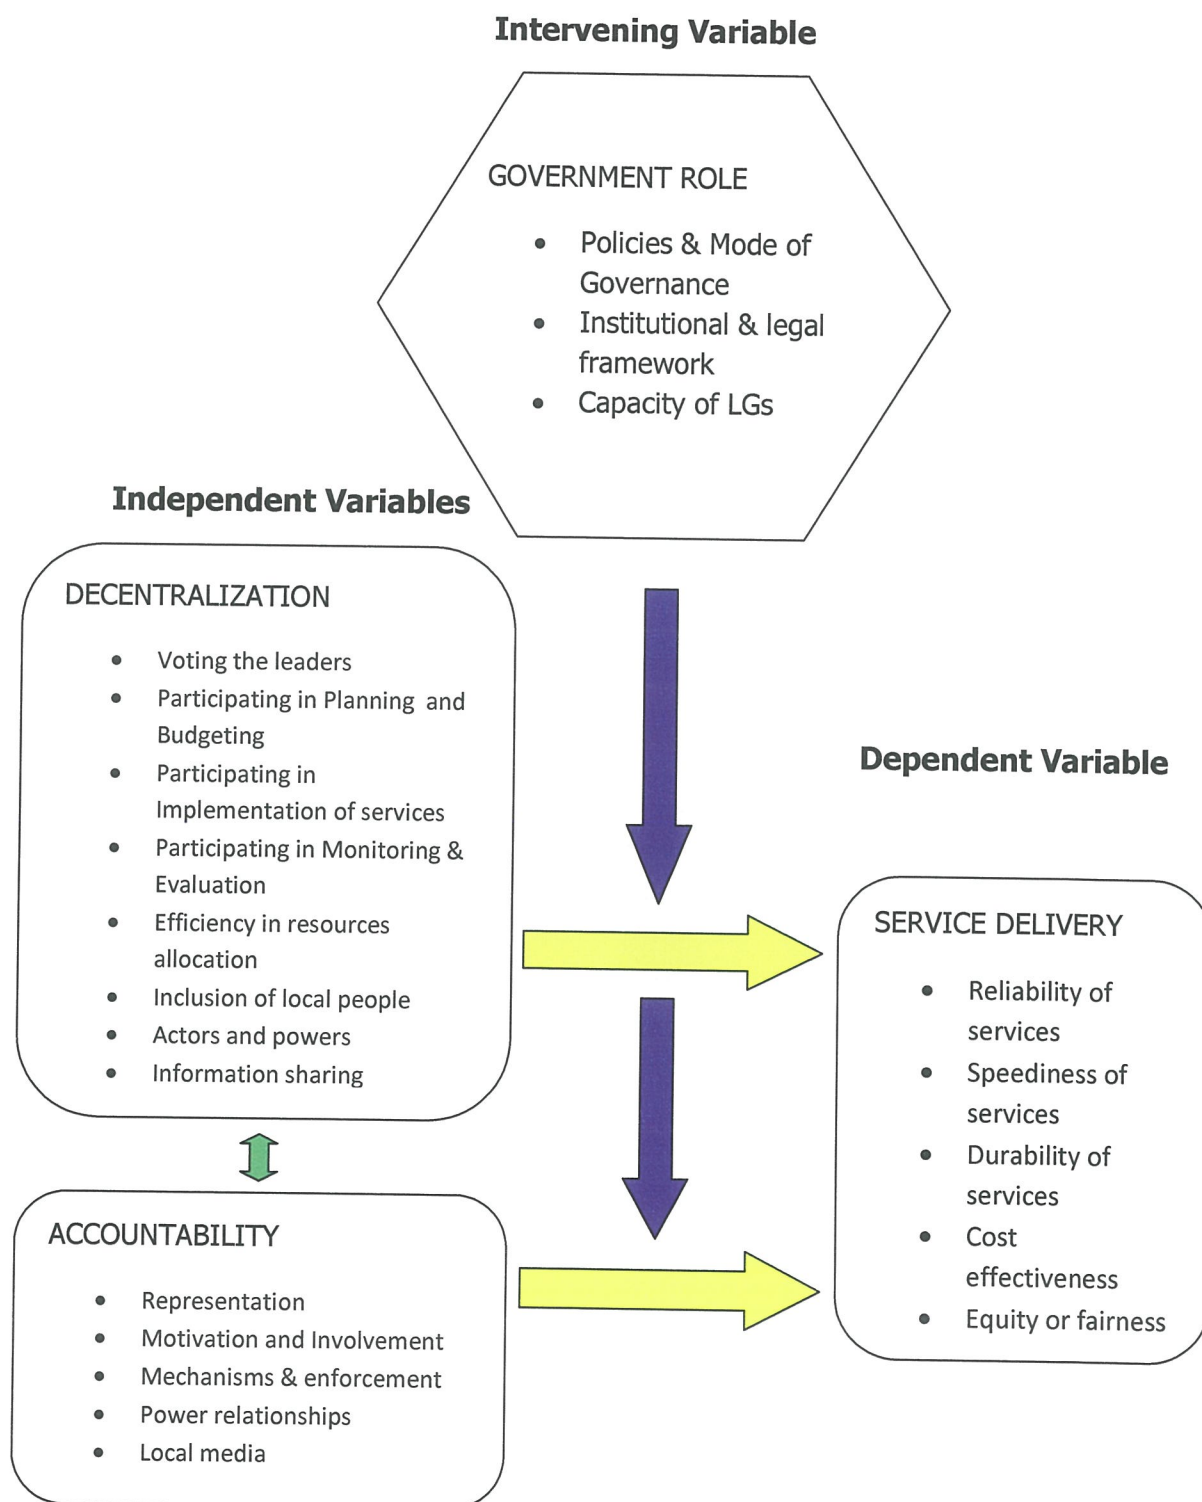 Intervening Variable
GOVERNMENT ROLE
• Policies & Mode of
Governance
• Institutional & legal
framework
• Capacity of LGs
Independent Variables
DECENTRALIZATION
• Voting the leaders
• Participating in Planning and
Budgeting
• Participating in
Implementation of services
• Participating in Monitoring &
Evaluation
• Efficiency in resources
allocation
• Inclusion of local people
• Actors and powers
• Information sharing
ACCOUNTABILITY
• Representation
• Motivation and Involvement
• Mechanisms & enforcement
• Power relationships
• Local media
Dependent Variable
SERVICE DELIVERY
• Reliability of
services
• Speediness of
services
• Durability of
services
• Cost
effectiveness
• Equity or fairness